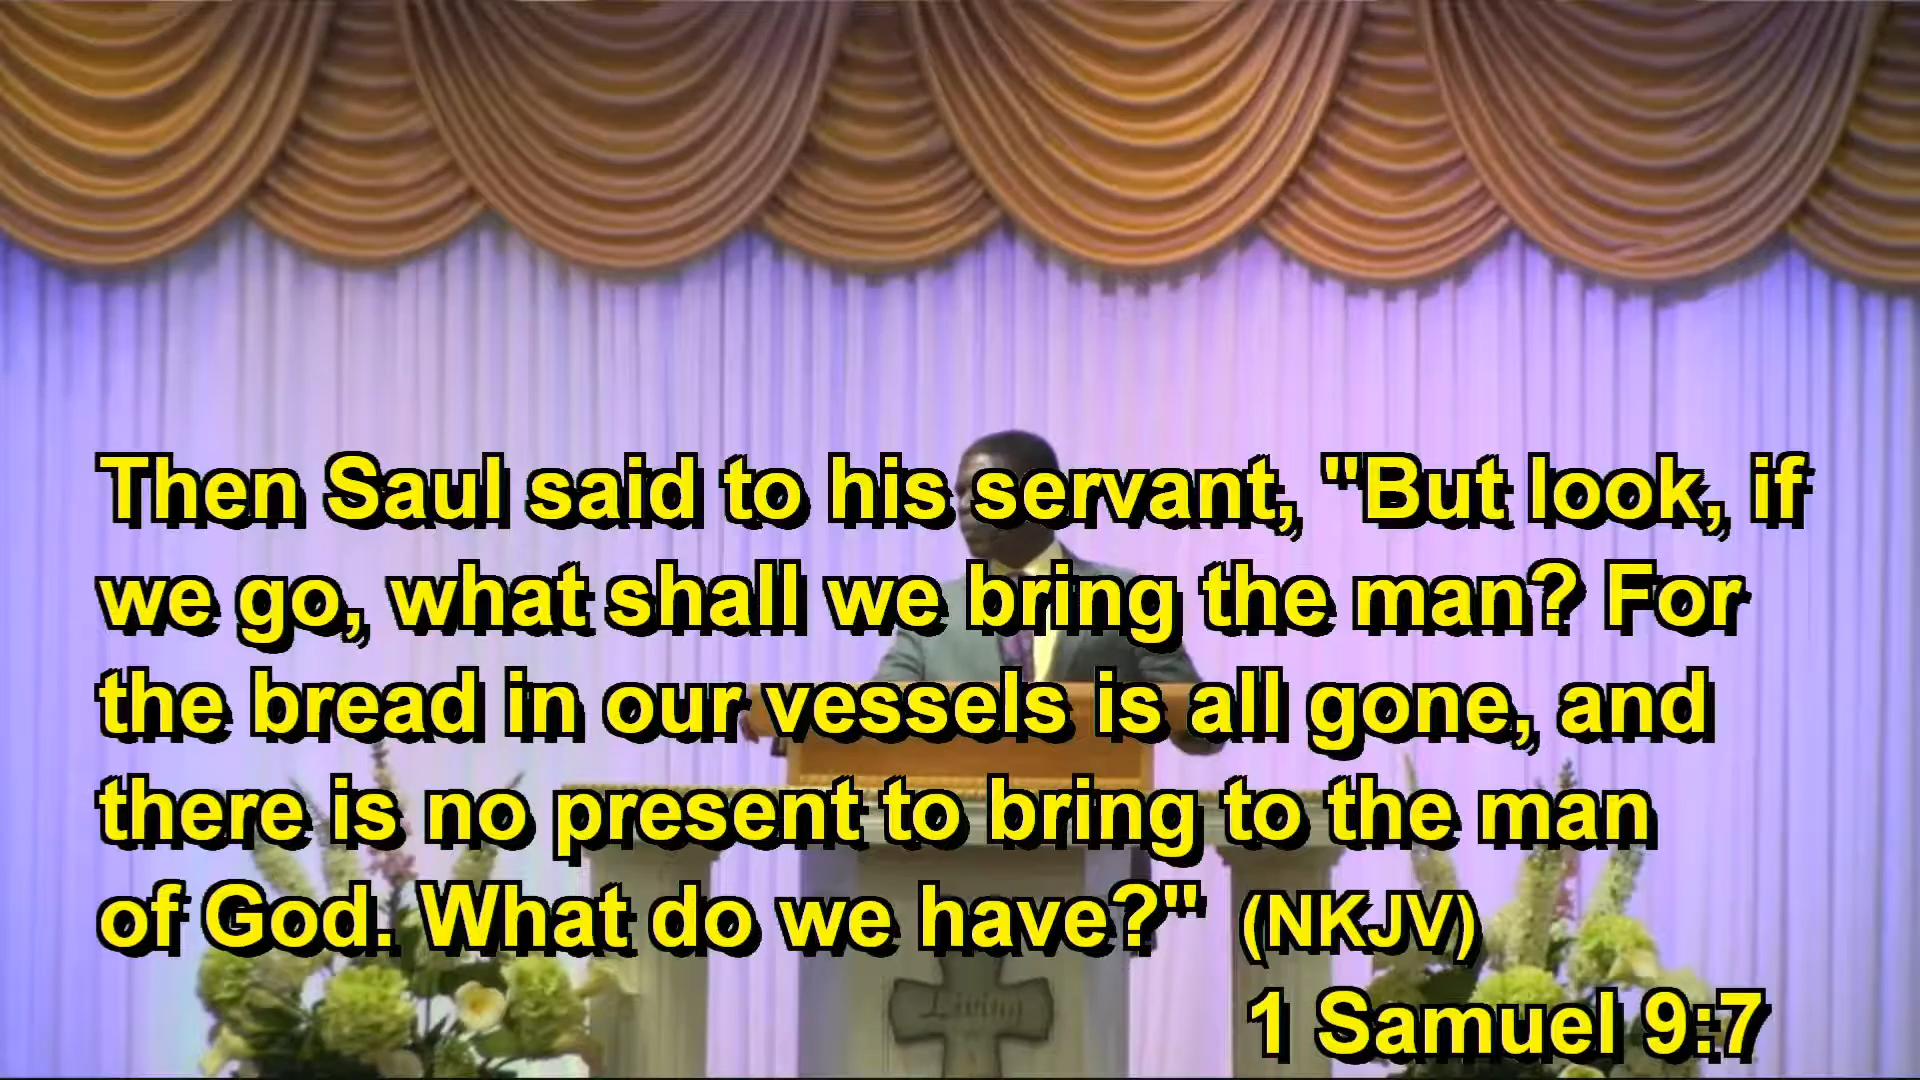 Then Saul said to his servant, "But look, if
we go, what shall we bring the man? For
the bread in our vessels is all gone, and
there is no present to bring to the man
of God. What do we have?" (NKJV)
1 Samuel 9:7
Living